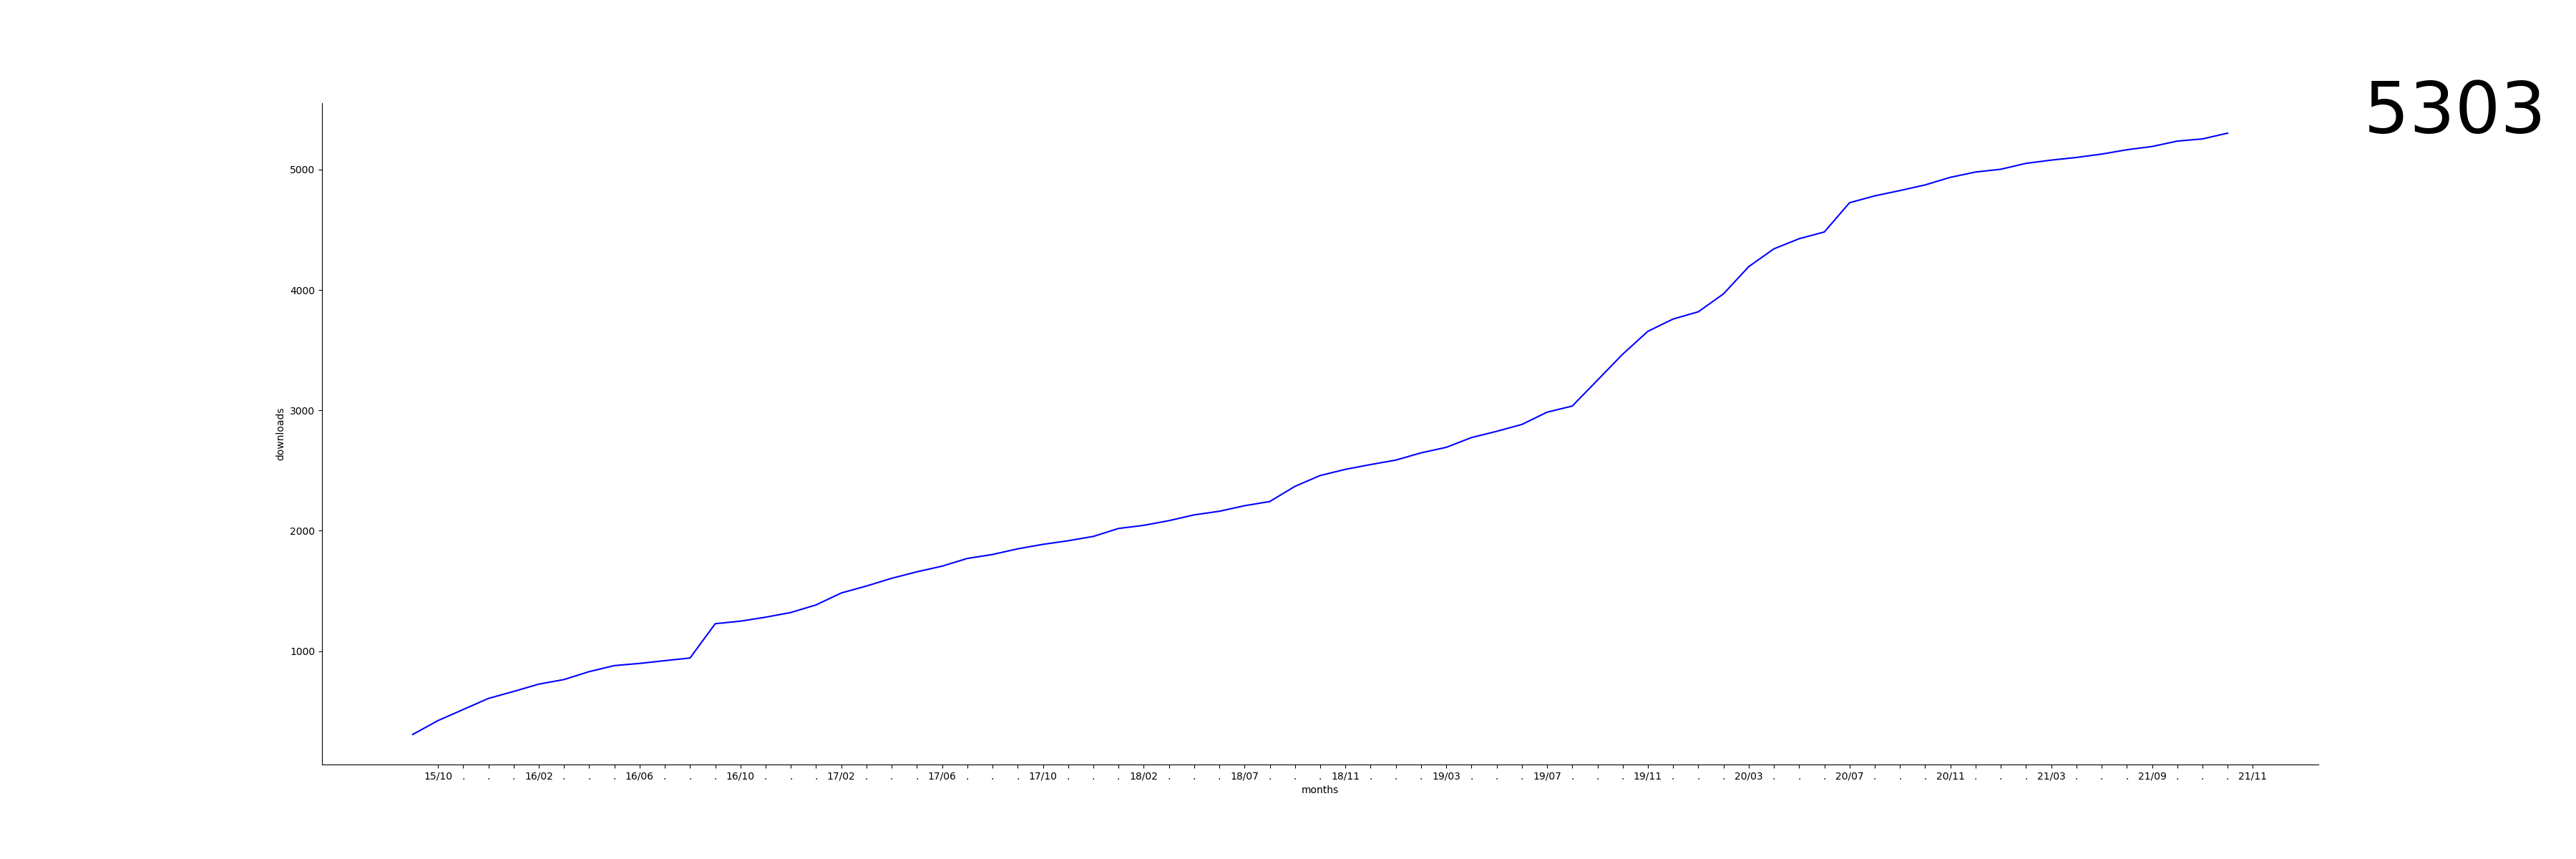 5303
5000
4000
3000
2000
1000
downloads
15/10 . . . 16/02 . . . 16/06 . . . 16/10 . . . 17/02 . . . 17/06 . . . 17/10 . . . 18/02 . . . 18/07 . . . 18/11 . . . 19/03 . . . 19/07 . . . 19/11 . . . 20/03 . . . 20/07 . . . 20/11 . . . 21/03 . . . 21/09 . . . 21/11
months